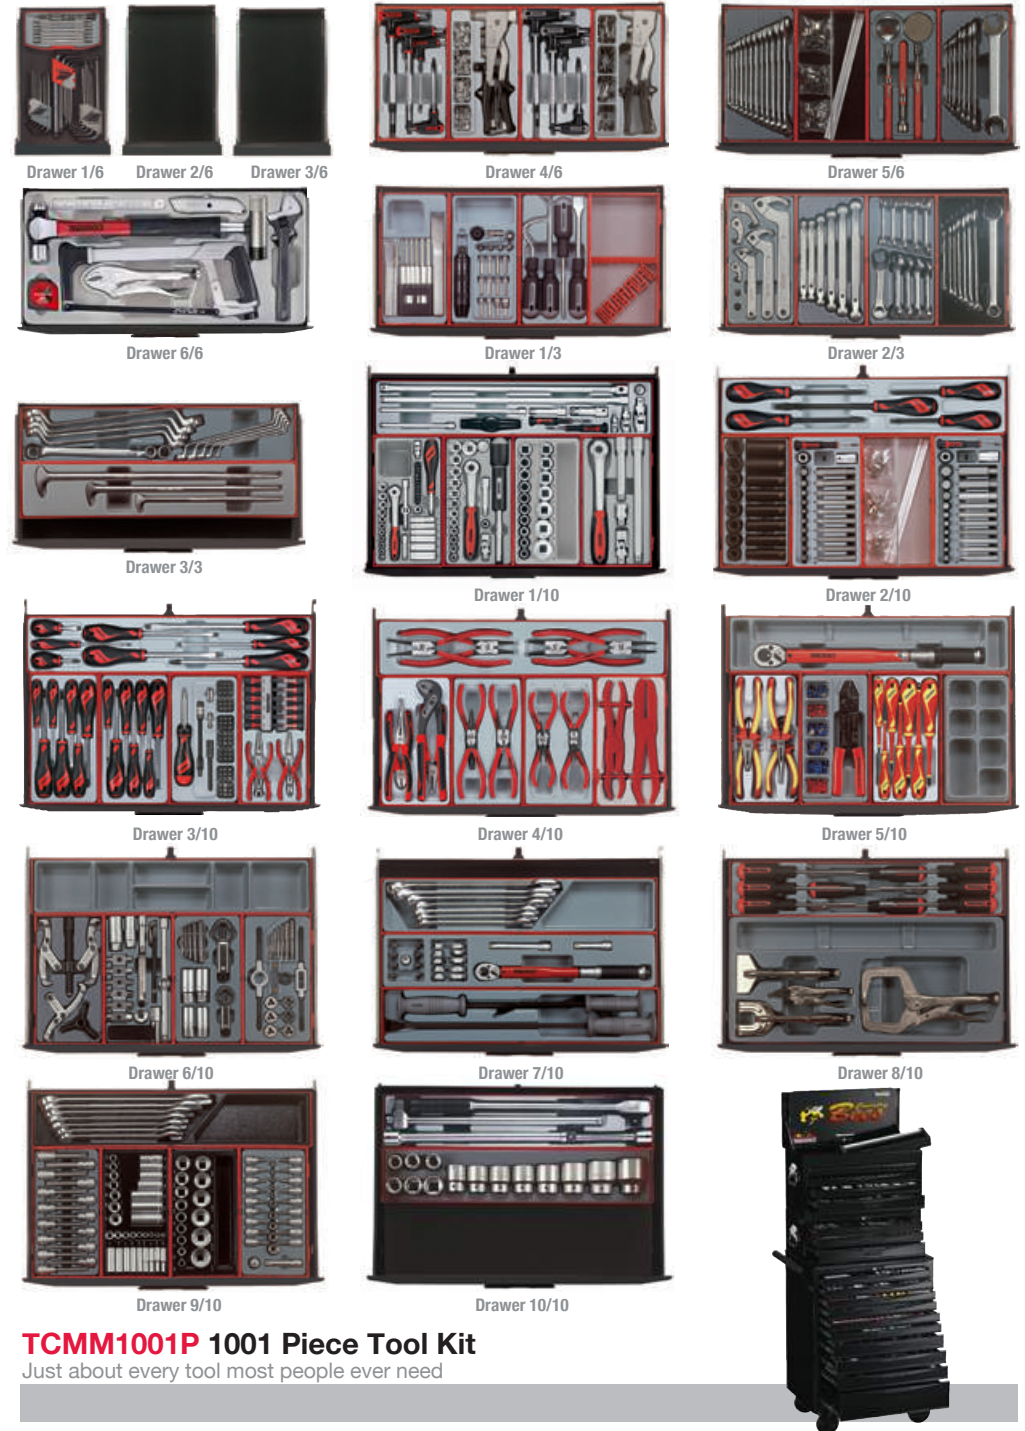 Drawer 1/6
Drawer 2/6
Drawer 3/6
Drawer 4/6
Drawer 5/6
Drawer 6/6
Drawer 1/3
Drawer 2/3
Drawer 3/3
Drawer 1/10
Drawer 2/10
Drawer 3/10
Drawer 4/10
Drawer 5/10
Drawer 6/10
Drawer 7/10
Drawer 8/10
Drawer 9/10
Drawer 10/10
TCMM1001P 1001 Piece Tool Kit
Just about every tool most people ever need